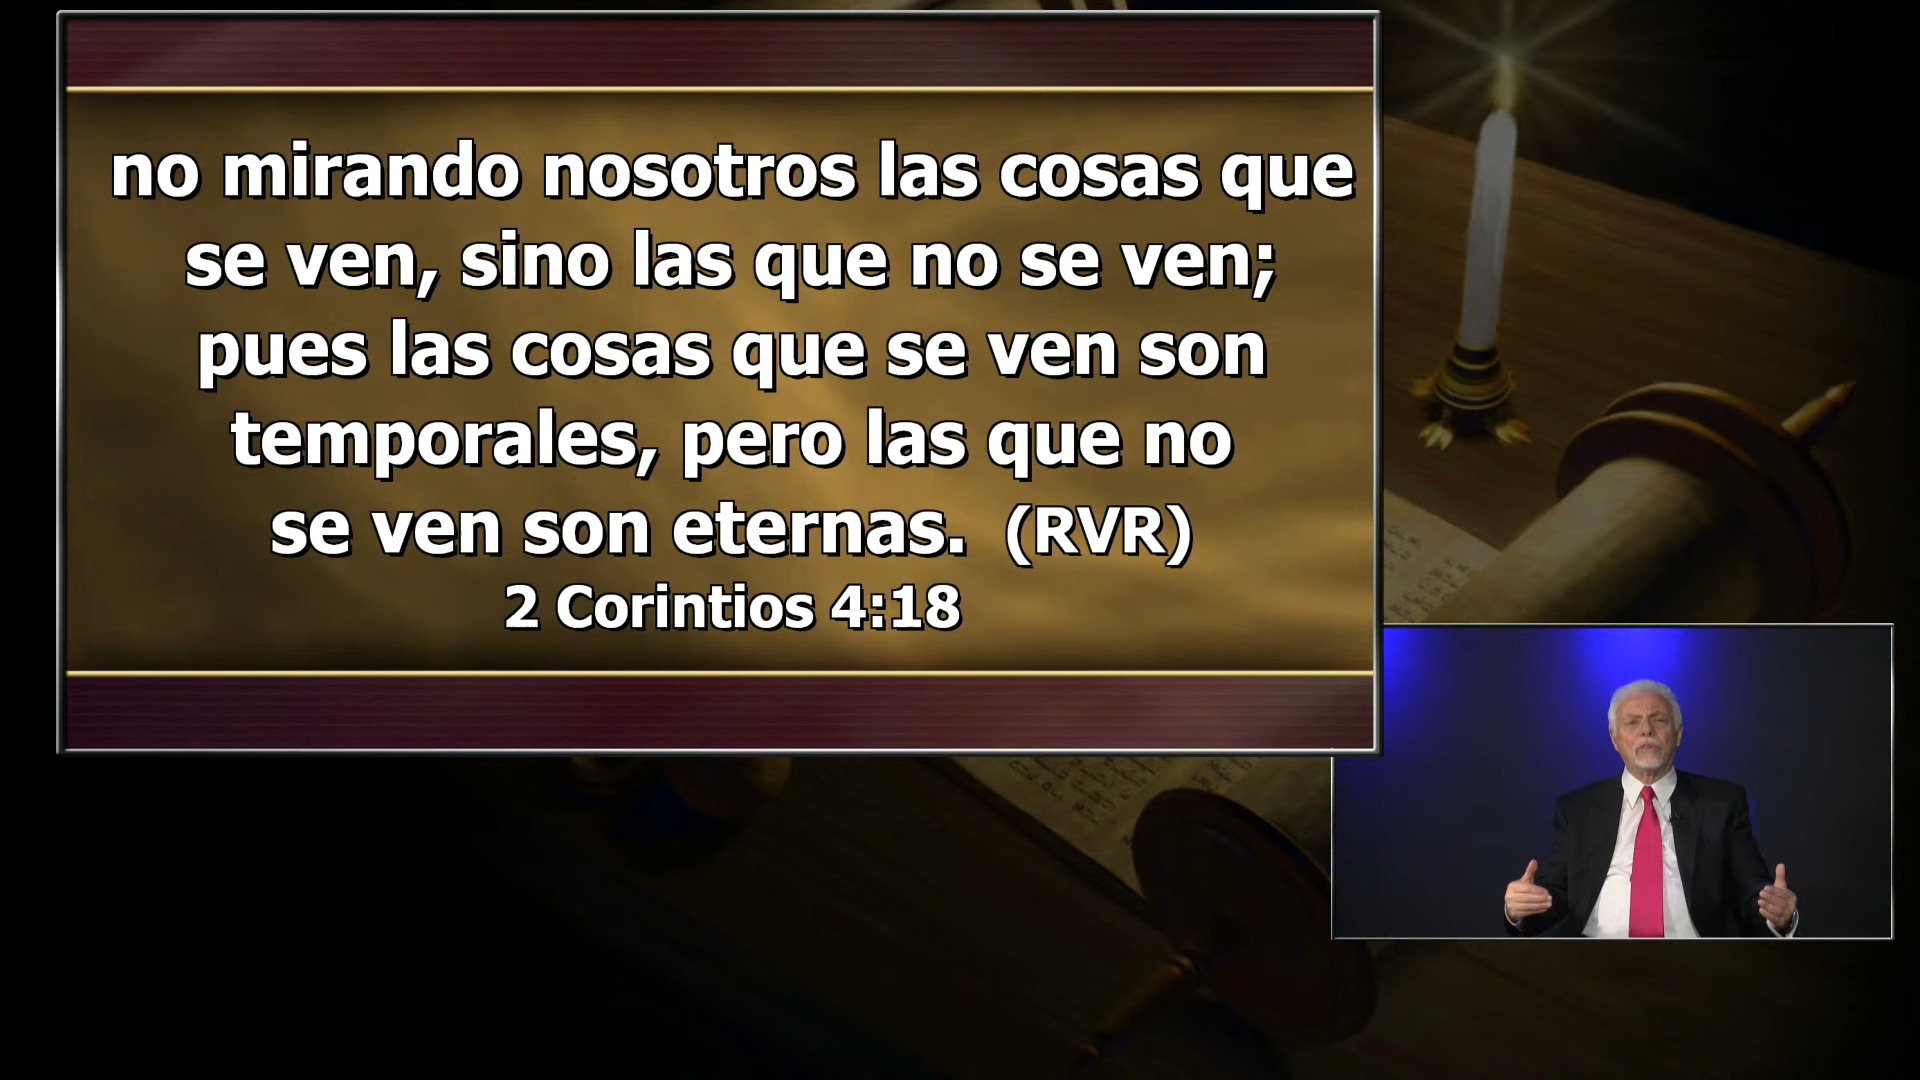 no mirando nosotros las cosas que
se ven, sino las que no se ven;
pues las cosas que se ven son
temporales, pero las que no
se ven son eternas. (RVR)
2 Corintios 4:18